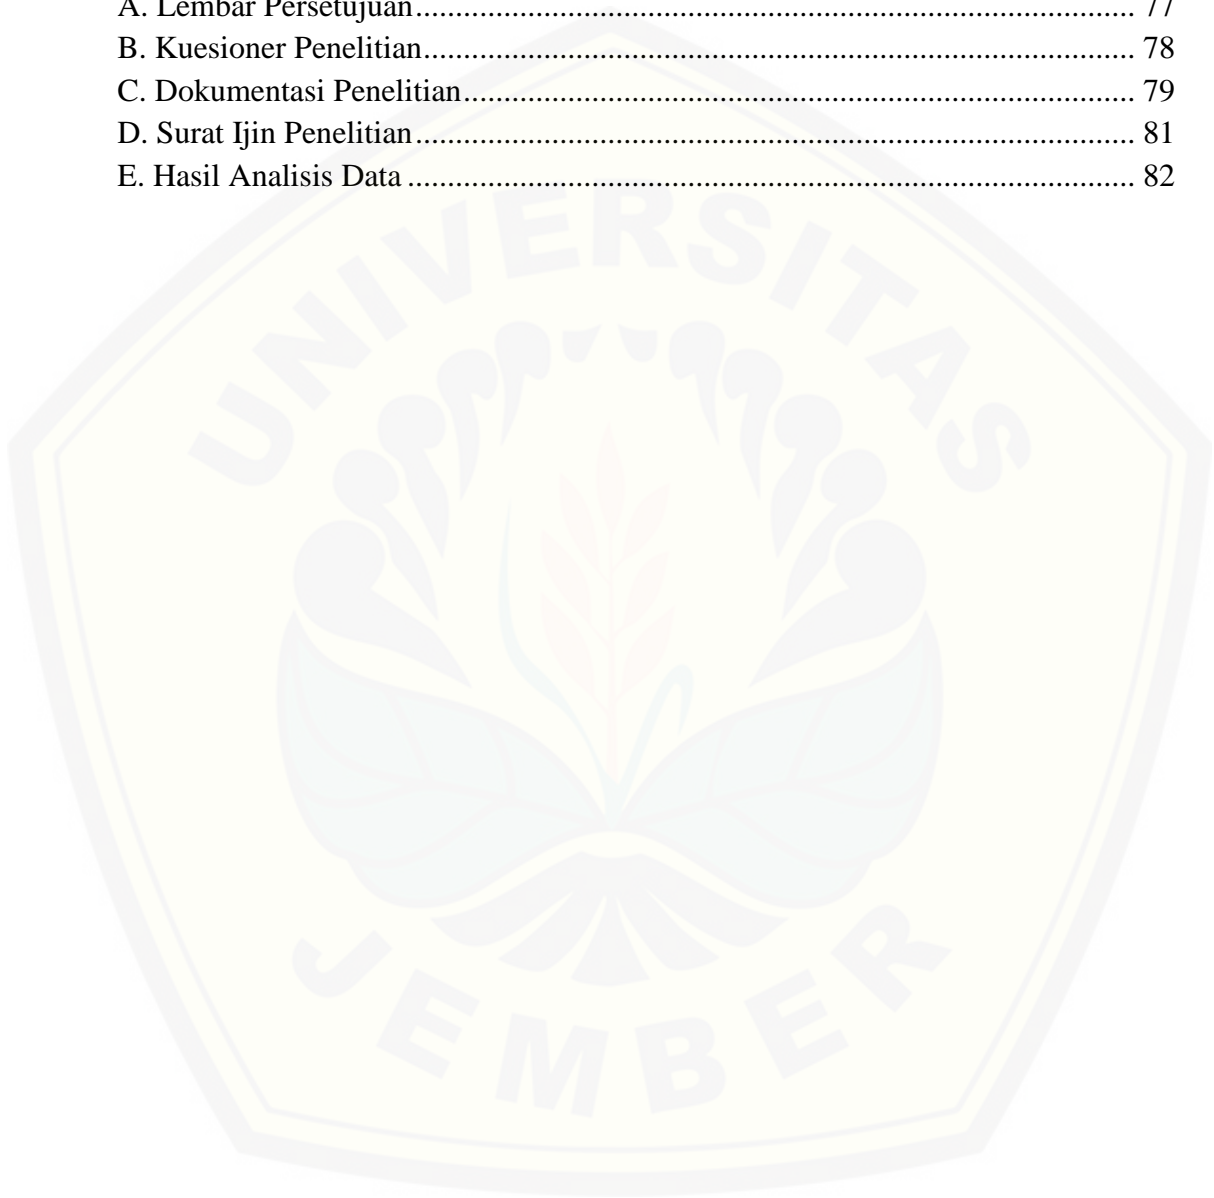 A. Lembar Persetujuan.......................................................................................... 77
B. Kuesioner Penelitian......................................................................................... 78
C. Dokumentasi Penelitian.................................................................................... 79
D. Surat Ijin Penelitian.......................................................................................... 81
E. Hasil Analisis Data ........................................................................................... 82
UNIVERSITAS
JEMBER